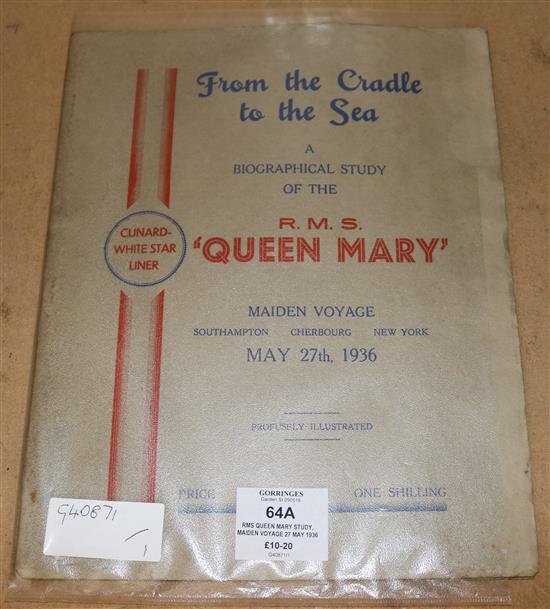 From the Cradle
to the Sea
A
BIOGRAPHICAL STUDY
OF THE
R. M. S.
'QUEEN MARY'
CUNARD-
WHITE STAR
LINER
MAIDEN VOYAGE
SOUTHAMPTON CHERBOURG NEW YORK
MAY 27th, 1936
PROFUSELY ILLUSTRATED
PRICE ONE SHILLING
GORRINGES
64A
RMS QUEEN MARY STUDY,
MAIDEN VOYAGE 27 MAY 1936
£10-20
G40871/1
G40871
/1